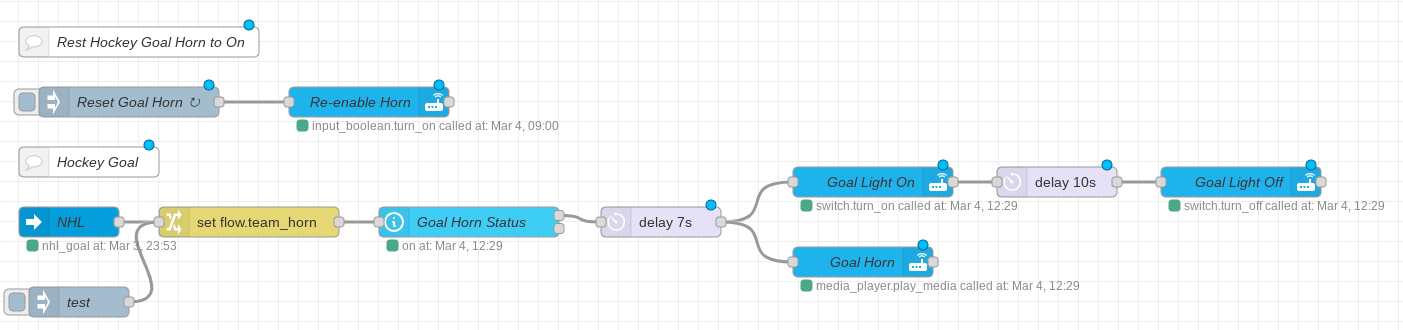 Rest Hockey Goal Horn to On
Reset Goal Horn ↻
Re-enable Horn
input_boolean.turn_on called at: Mar 4, 09:00
Hockey Goal
NHL
nhl_goal at: Mar 3, 23:53
set flow.team_horn
Goal Horn Status
on at: Mar 4, 12:29
delay 7s
Goal Light On
switch.turn_on called at: Mar 4, 12:29
delay 10s
Goal Light Off
switch.turn_off called at: Mar 4, 12:29
Goal Horn
media_player.play_media called at: Mar 4, 12:29
test